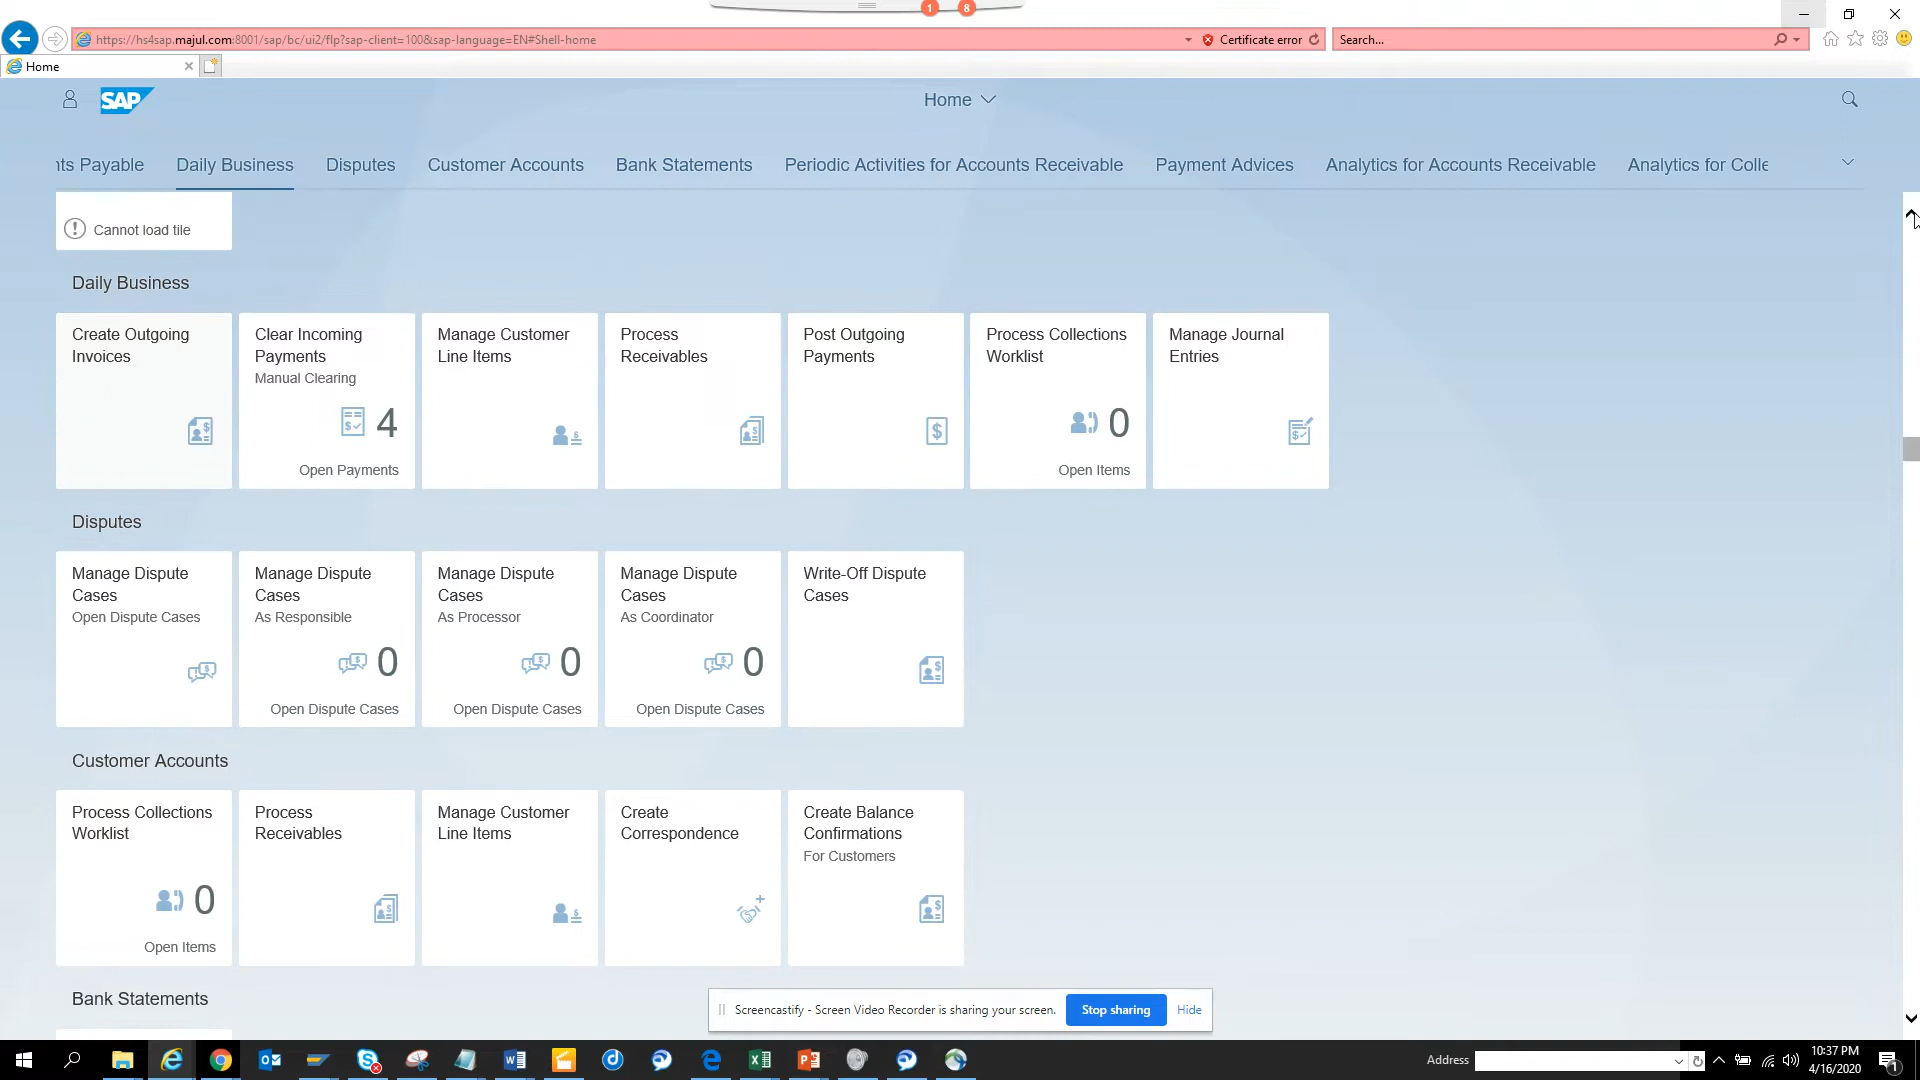 1 8
https://hs4sap.majul.com:8001/sap/bc/ui2/flp?sap-client=100&sap-language=EN#Shell-home
Certificate error
Search...
Home
SAP
Home
nts Payable
Daily Business
Disputes
Customer Accounts
Bank Statements
Periodic Activities for Accounts Receivable
Payment Advices
Analytics for Accounts Receivable
Analytics for Colle
Cannot load tile
Daily Business
Create Outgoing
Invoices
Clear Incoming
Payments
Manual Clearing
4
Open Payments
Manage Customer
Line Items
Process
Receivables
Post Outgoing
Payments
Process Collections
Worklist
0
Open Items
Manage Journal
Entries
Disputes
Manage Dispute
Cases
Open Dispute Cases
Manage Dispute
Cases
As Responsible
0
Open Dispute Cases
Manage Dispute
Cases
As Processor
0
Open Dispute Cases
Manage Dispute
Cases
As Coordinator
0
Open Dispute Cases
Write-Off Dispute
Cases
Customer Accounts
Process Collections
Worklist
0
Open Items
Process
Receivables
Manage Customer
Line Items
Create
Correspondence
Create Balance
Confirmations
For Customers
Bank Statements
Screencastify - Screen Video Recorder is sharing your screen.
Stop sharing
Hide
Address
10:37 PM
4/16/2020
1